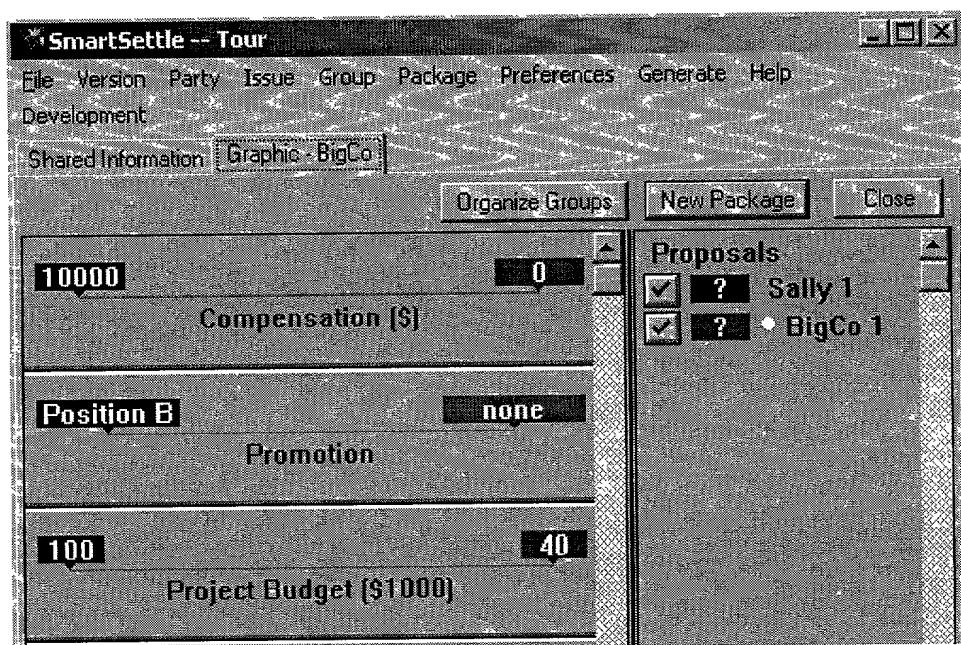 SmartSettle -- Tour
File Version Party Issue Group Package Preferences Generate Help
Development
Shared Information Graphic - BigCo
Organize Groups New Package Close
10000 0
Compensation ($)
Position B none
Promotion
100 40
Project Budget ($1000)
Proposals
? Sally 1
? BigCo 1